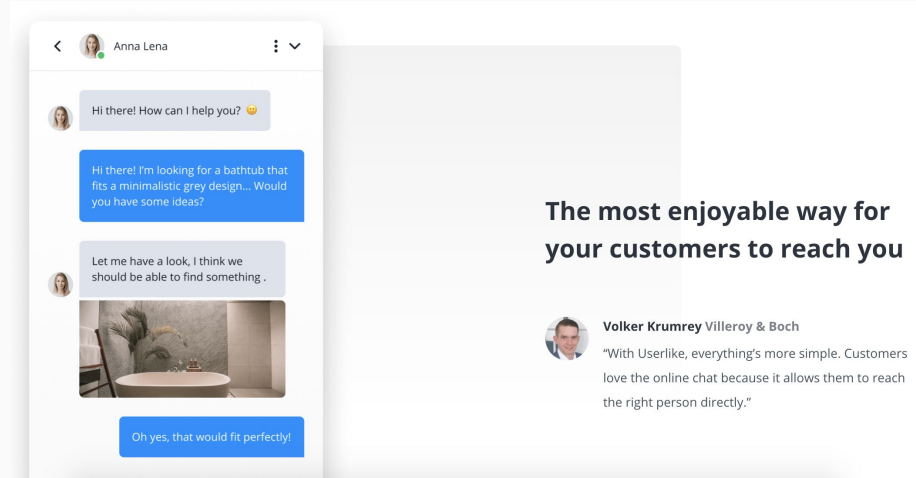 Anna Lena
Hi there! How can I help you? 😀
Hi there! I'm looking for a bathtub that
fits a minimalistic grey design... Would
you have some ideas?
Let me have a look, I think we
should be able to find something .
Oh yes, that would fit perfectly!
The most enjoyable way for
your customers to reach you
Volker Krumrey Villeroy & Boch
“With Userlike, everything’s more simple. Customers
love the online chat because it allows them to reach
the right person directly.”